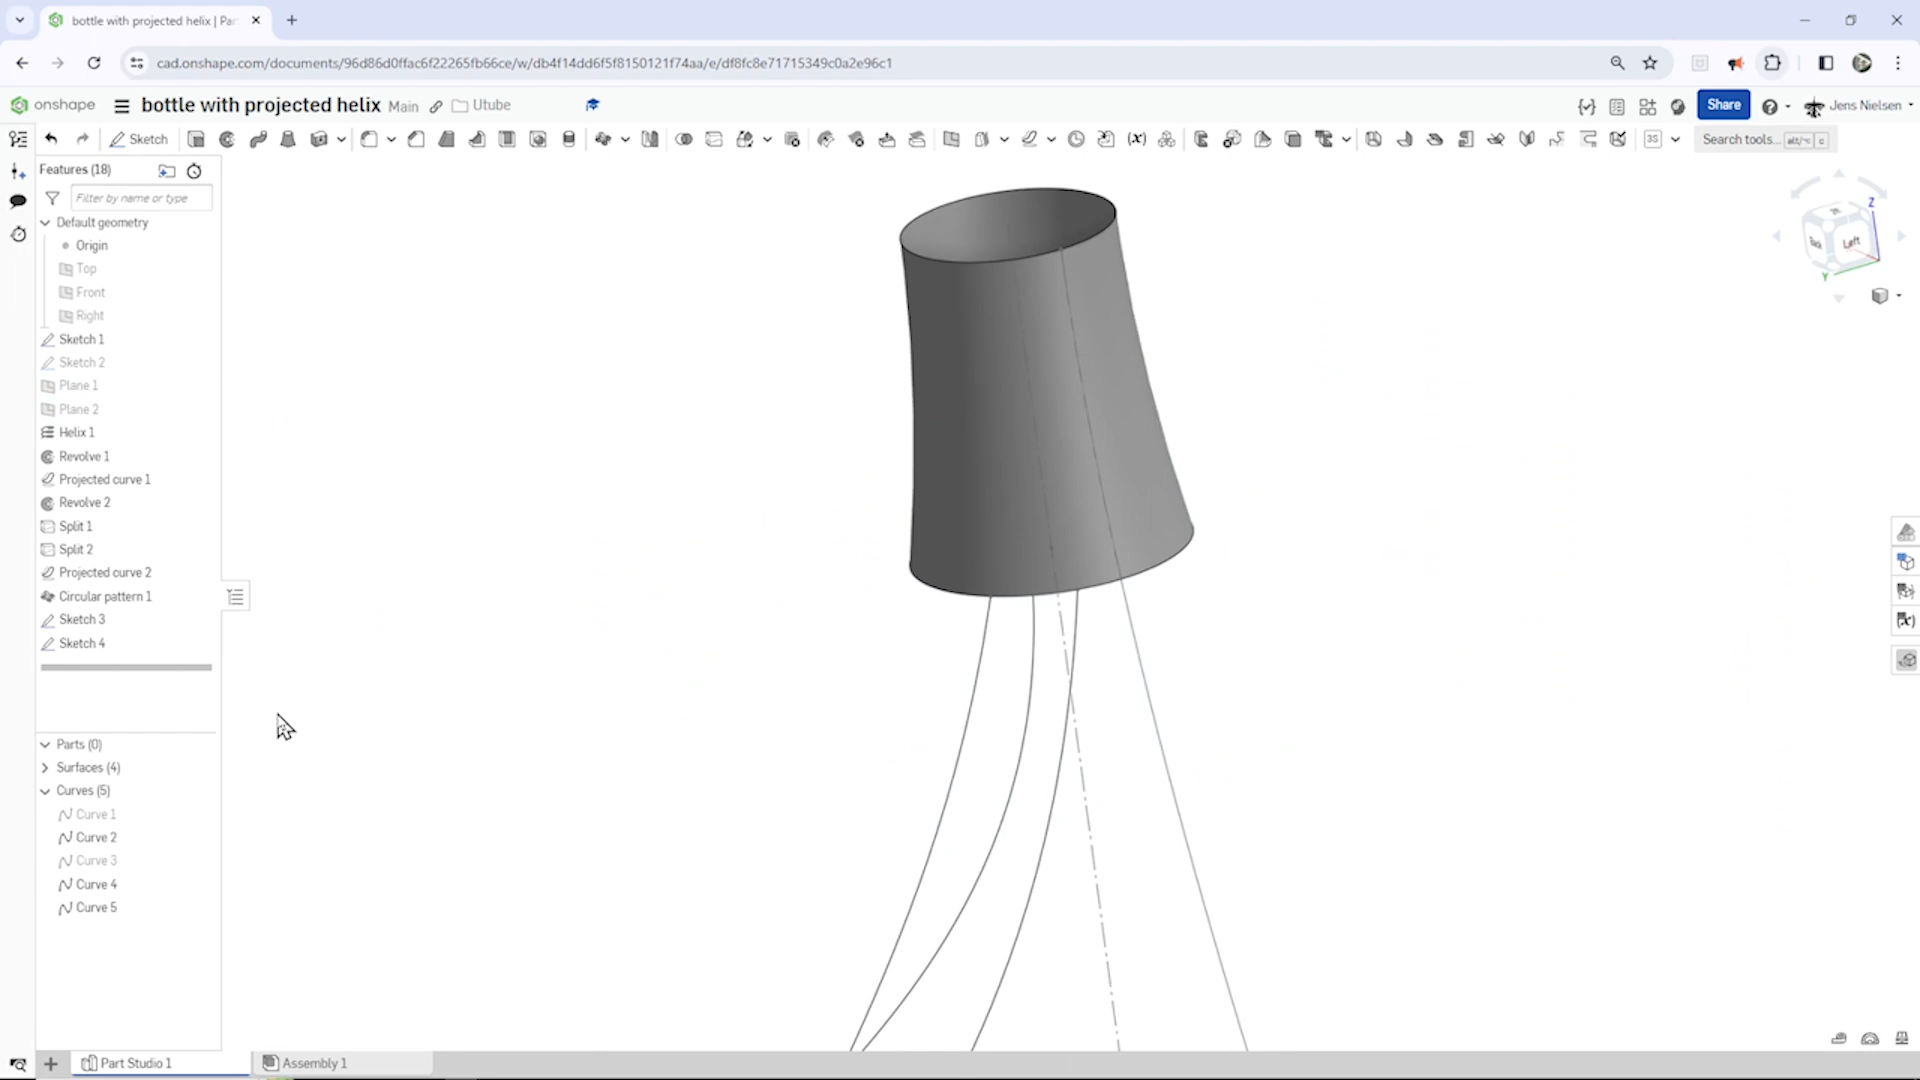 bottle with projected helix | Par
cad.onshape.com/documents/96d86d0ffac6f22265fb66ce/w/db4f14dd6f5f8150121f74aa/e/df8fc8e71715349c0a2e96c1
onshape bottle with projected helix Main Utube Share Jens Nielsen
Sketch 3S Search tools... alt/⌥ c
Features (18)
Filter by name or type
Default geometry
Origin
Top
Front
Right
Sketch 1
Sketch 2
Plane 1
Plane 2
Helix 1
Revolve 1
Projected curve 1
Revolve 2
Split 1
Split 2
Projected curve 2
Circular pattern 1
Sketch 3
Sketch 4
Parts (0)
Surfaces (4)
Curves (5)
Curve 1
Curve 2
Curve 3
Curve 4
Curve 5
Z
Back Left
Y
Part Studio 1 Assembly 1